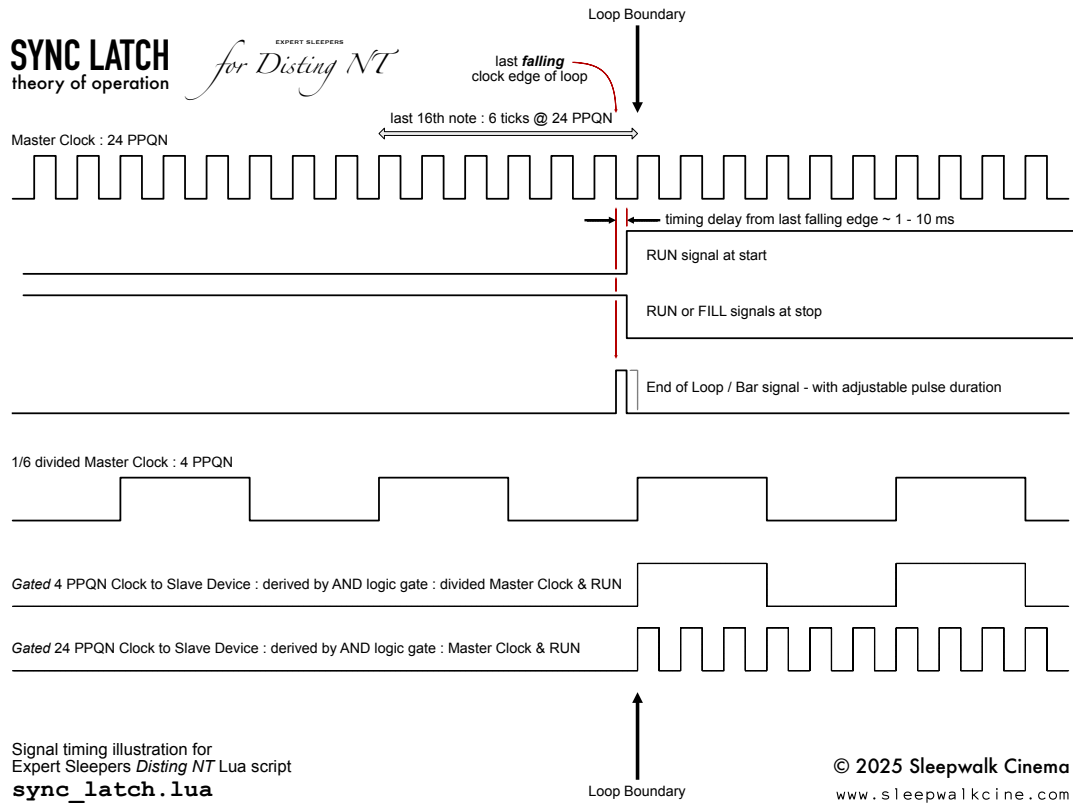 Loop Boundary
SYNC LATCH
theory of operation
EXPERT SLEEPERS
for Disting NT
last falling
clock edge of loop
last 16th note : 6 ticks @ 24 PPQN
Master Clock : 24 PPQN
timing delay from last falling edge ~ 1 - 10 ms
RUN signal at start
RUN or FILL signals at stop
End of Loop / Bar signal - with adjustable pulse duration
1/6 divided Master Clock : 4 PPQN
Gated 4 PPQN Clock to Slave Device : derived by AND logic gate : divided Master Clock & RUN
Gated 24 PPQN Clock to Slave Device : derived by AND logic gate : Master Clock & RUN
Signal timing illustration for
Expert Sleepers Disting NT Lua script
sync_latch.lua
Loop Boundary
© 2025 Sleepwalk Cinema
www.sleepwalkcine.com